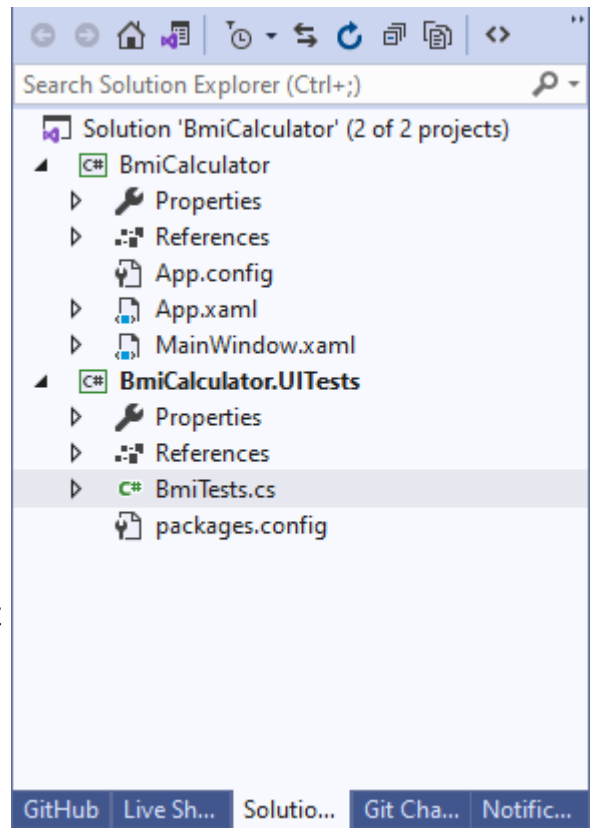 Search Solution Explorer (Ctrl+;)
Solution 'BmiCalculator' (2 of 2 projects)
C# BmiCalculator
Properties
References
App.config
App.xaml
MainWindow.xaml
C# BmiCalculator.UITests
Properties
References
C# BmiTests.cs
packages.config
GitHub Live Sh... Solutio... Git Cha... Notific...